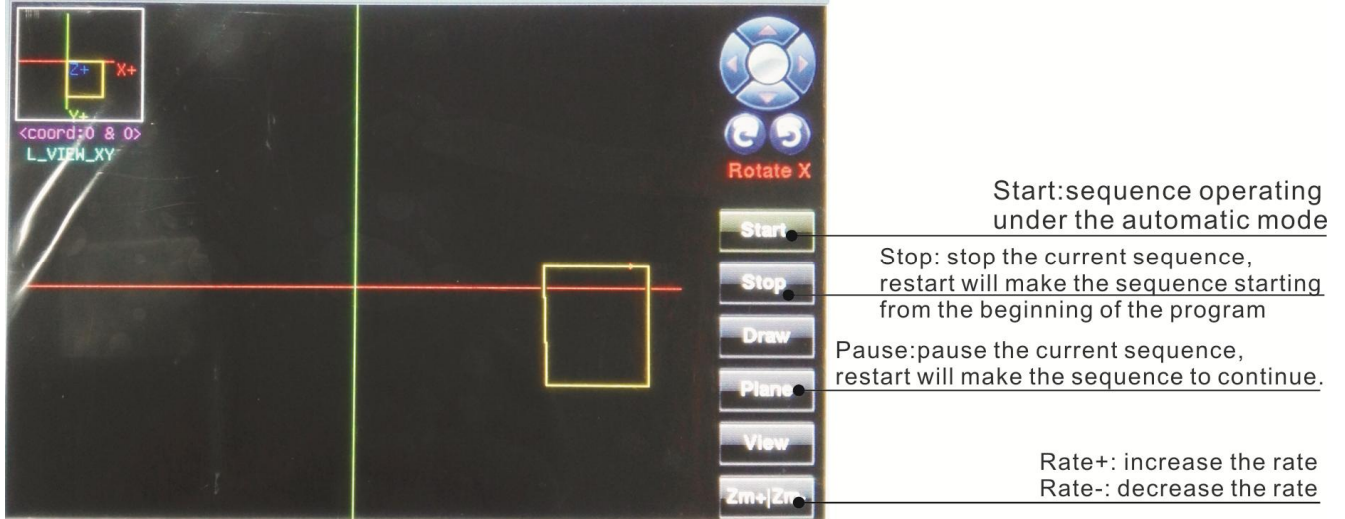 Z+
X+
Y+
<coord:0 & 0>
L_VIEW_XY
Rotate X
Start
Stop
Draw
Plane
View
Zm+|Zm
Start:sequence operating
under the automatic mode
Stop: stop the current sequence,
restart will make the sequence starting
from the beginning of the program
Pause:pause the current sequence,
restart will make the sequence to continue.
Rate+: increase the rate
Rate-: decrease the rate